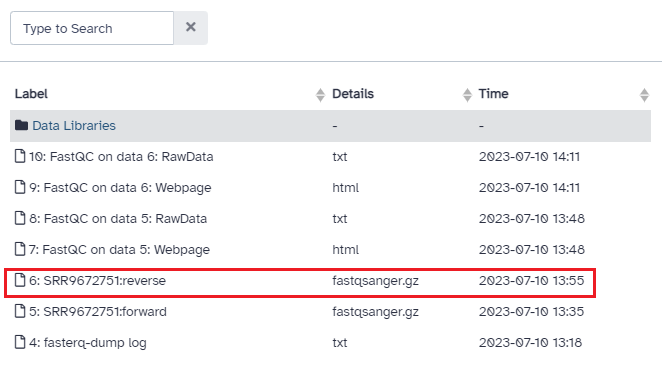 Type to Search ×
Label Details Time
Data Libraries - -
10: FastQC on data 6: RawData txt 2023-07-10 14:11
9: FastQC on data 6: Webpage html 2023-07-10 14:11
8: FastQC on data 5: RawData txt 2023-07-10 13:48
7: FastQC on data 5: Webpage html 2023-07-10 13:48
6: SRR9672751:reverse fastqsanger.gz 2023-07-10 13:55
5: SRR9672751:forward fastqsanger.gz 2023-07-10 13:35
4: fasterq-dump log txt 2023-07-10 13:18